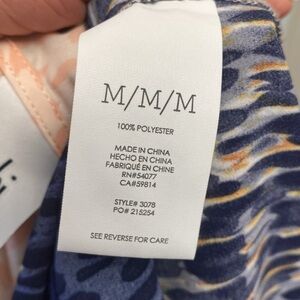 M/M/M
100% POLYESTER
MADE IN CHINA
HECHO EN CHINA
FABRIQUÉ EN CHINE
RN#54077
CA#59814
STYLE# 3078
PO# 215254
SEE REVERSE FOR CARE